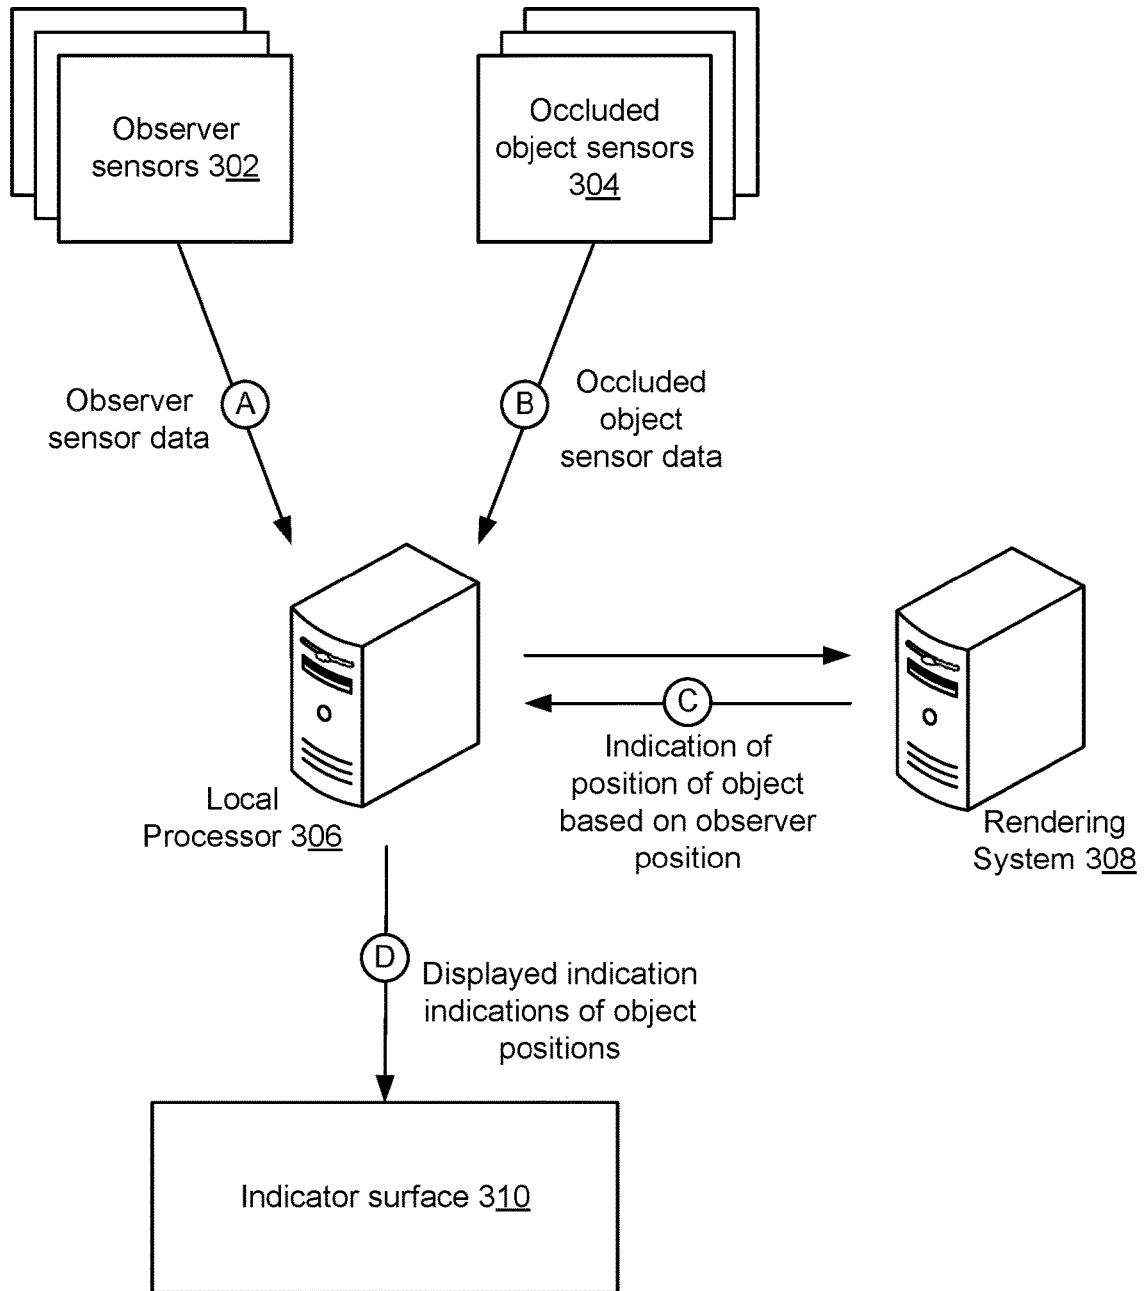 Observer
sensors 302
Occluded
object sensors
304
Observer
sensor data
A
B
Occluded
object
sensor data
C
Indication of
position of object
based on observer
position
Local
Processor 306
Rendering
System 308
D
Displayed indication
indications of object
positions
Indicator surface 310